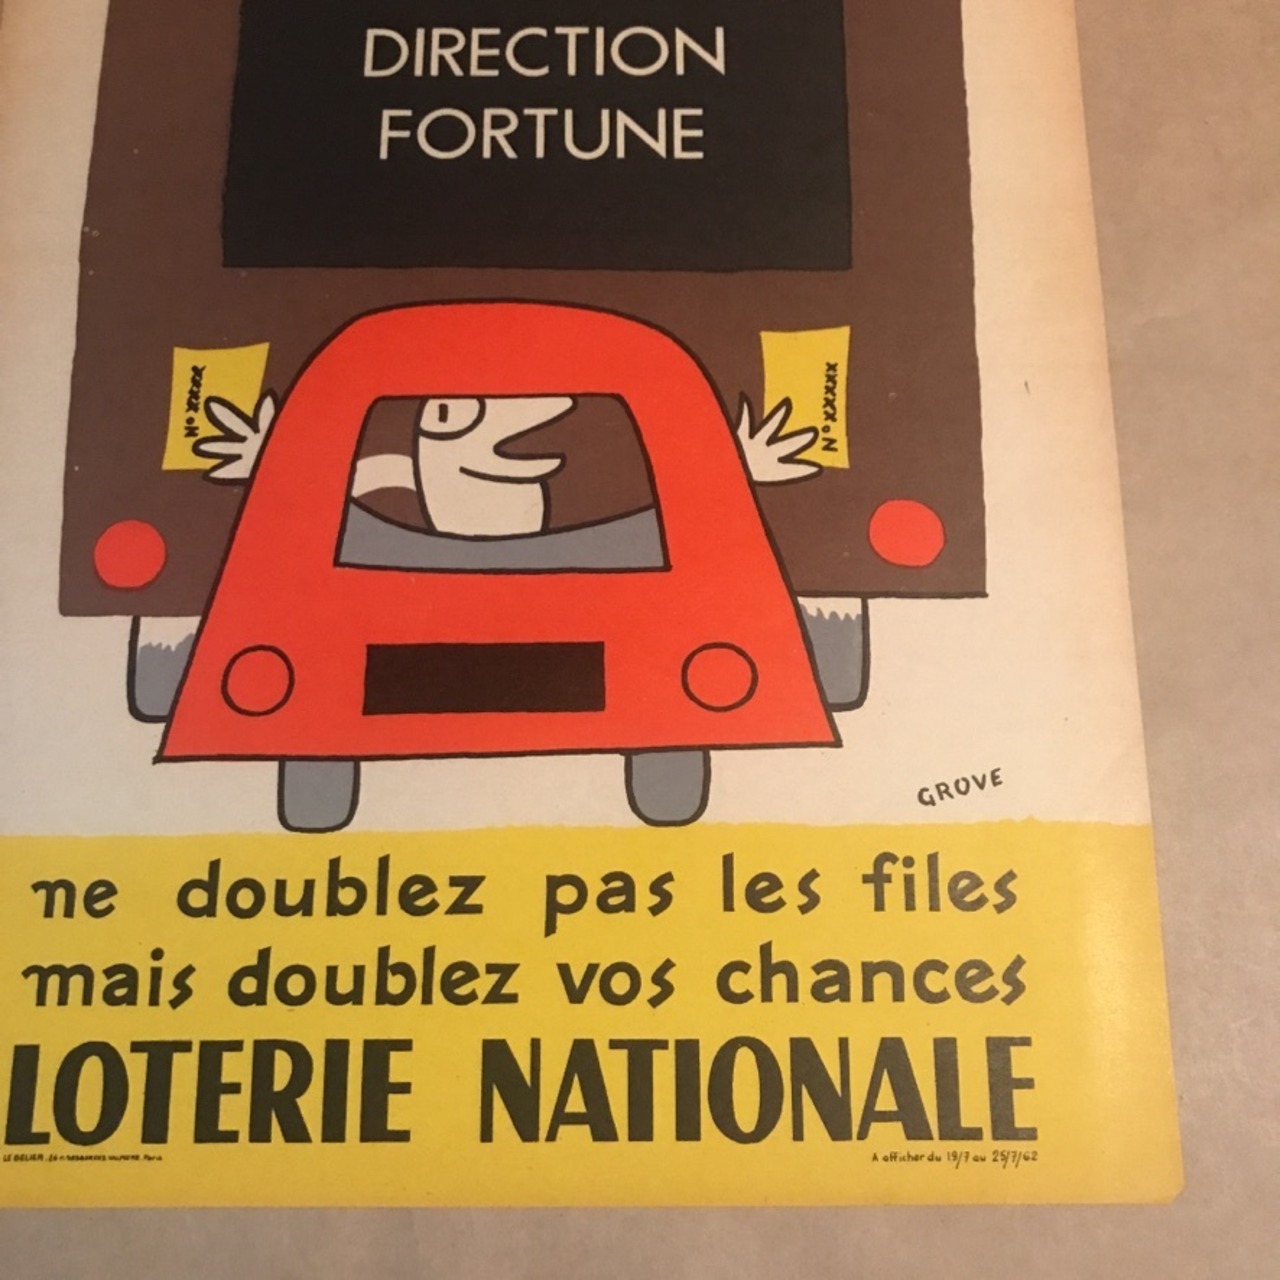 DIRECTION
FORTUNE
N° xxxx
N° xxxxx
GROVE
ne doublez pas les files
mais doublez vos chances
LOTERIE NATIONALE
LE BELIER. Paris
A afficher du 19/7 au 25/7/62